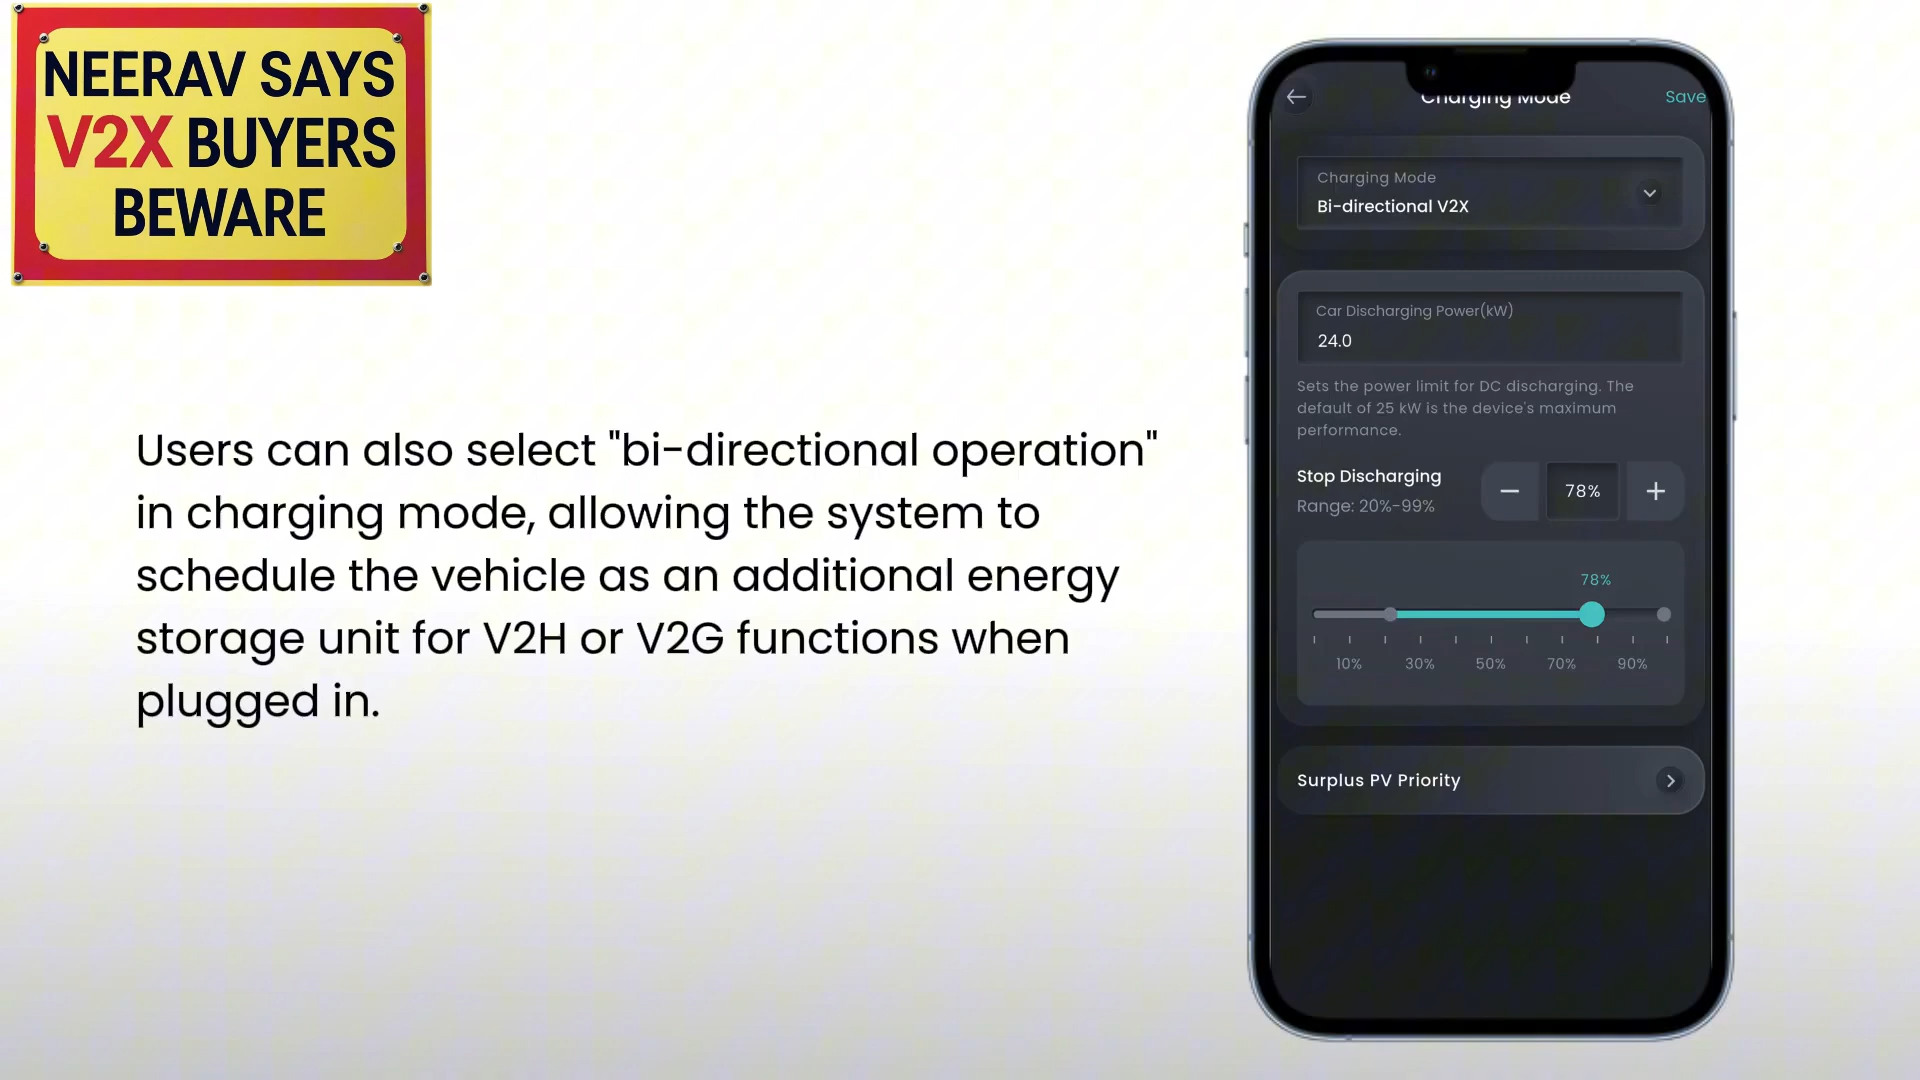 NEERAV SAYS
V2X BUYERS
BEWARE
Users can also select "bi-directional operation"
in charging mode, allowing the system to
schedule the vehicle as an additional energy
storage unit for V2H or V2G functions when
plugged in.
Charging Mode
Save
Charging Mode
Bi-directional V2X
Car Discharging Power(kW)
24.0
Sets the power limit for DC discharging. The
default of 25 kW is the device's maximum
performance.
Stop Discharging
Range: 20%-99%
78%
78%
10% 30% 50% 70% 90%
Surplus PV Priority